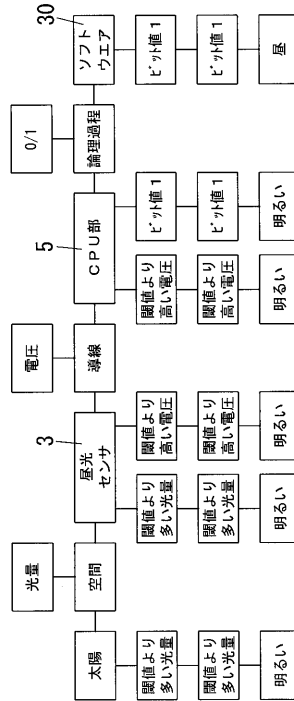 光量
電圧
0/1
太陽
空間
3
昼光
センサ
導線
5
CPU部
論理過程
30
ソフト
ウエア
閾値より
多い光量
閾値より
多い光量
閾値より
高い電圧
閾値より
高い電圧
ビット値1
ビット値1
閾値より
多い光量
閾値より
多い光量
閾値より
高い電圧
閾値より
高い電圧
ビット値1
ビット値1
明るい
明るい
明るい
明るい
明るい
昼